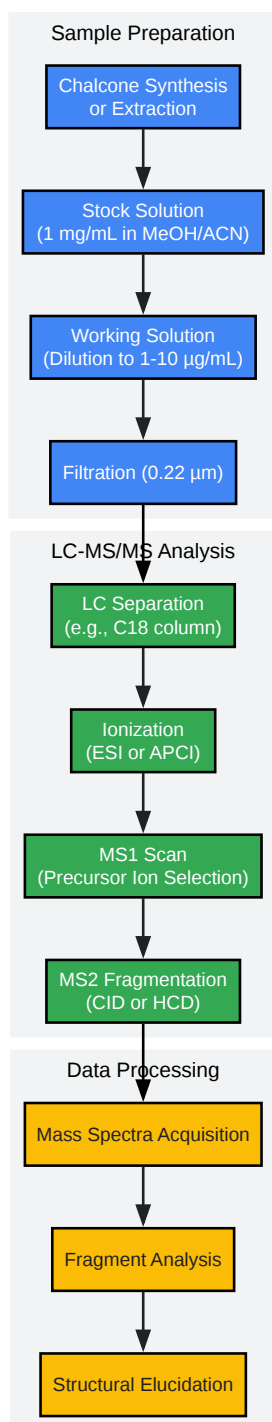 Sample Preparation
Chalcone Synthesis
or Extraction
Stock Solution
(1 mg/mL in MeOH/ACN)
Working Solution
(Dilution to 1-10 µg/mL)
Filtration (0.22 µm)
LC-MS/MS Analysis
LC Separation
(e.g., C18 column)
Ionization
(ESI or APCI)
MS1 Scan
(Precursor Ion Selection)
MS2 Fragmentation
(CID or HCD)
Data Processing
Mass Spectra Acquisition
Fragment Analysis
Structural Elucidation